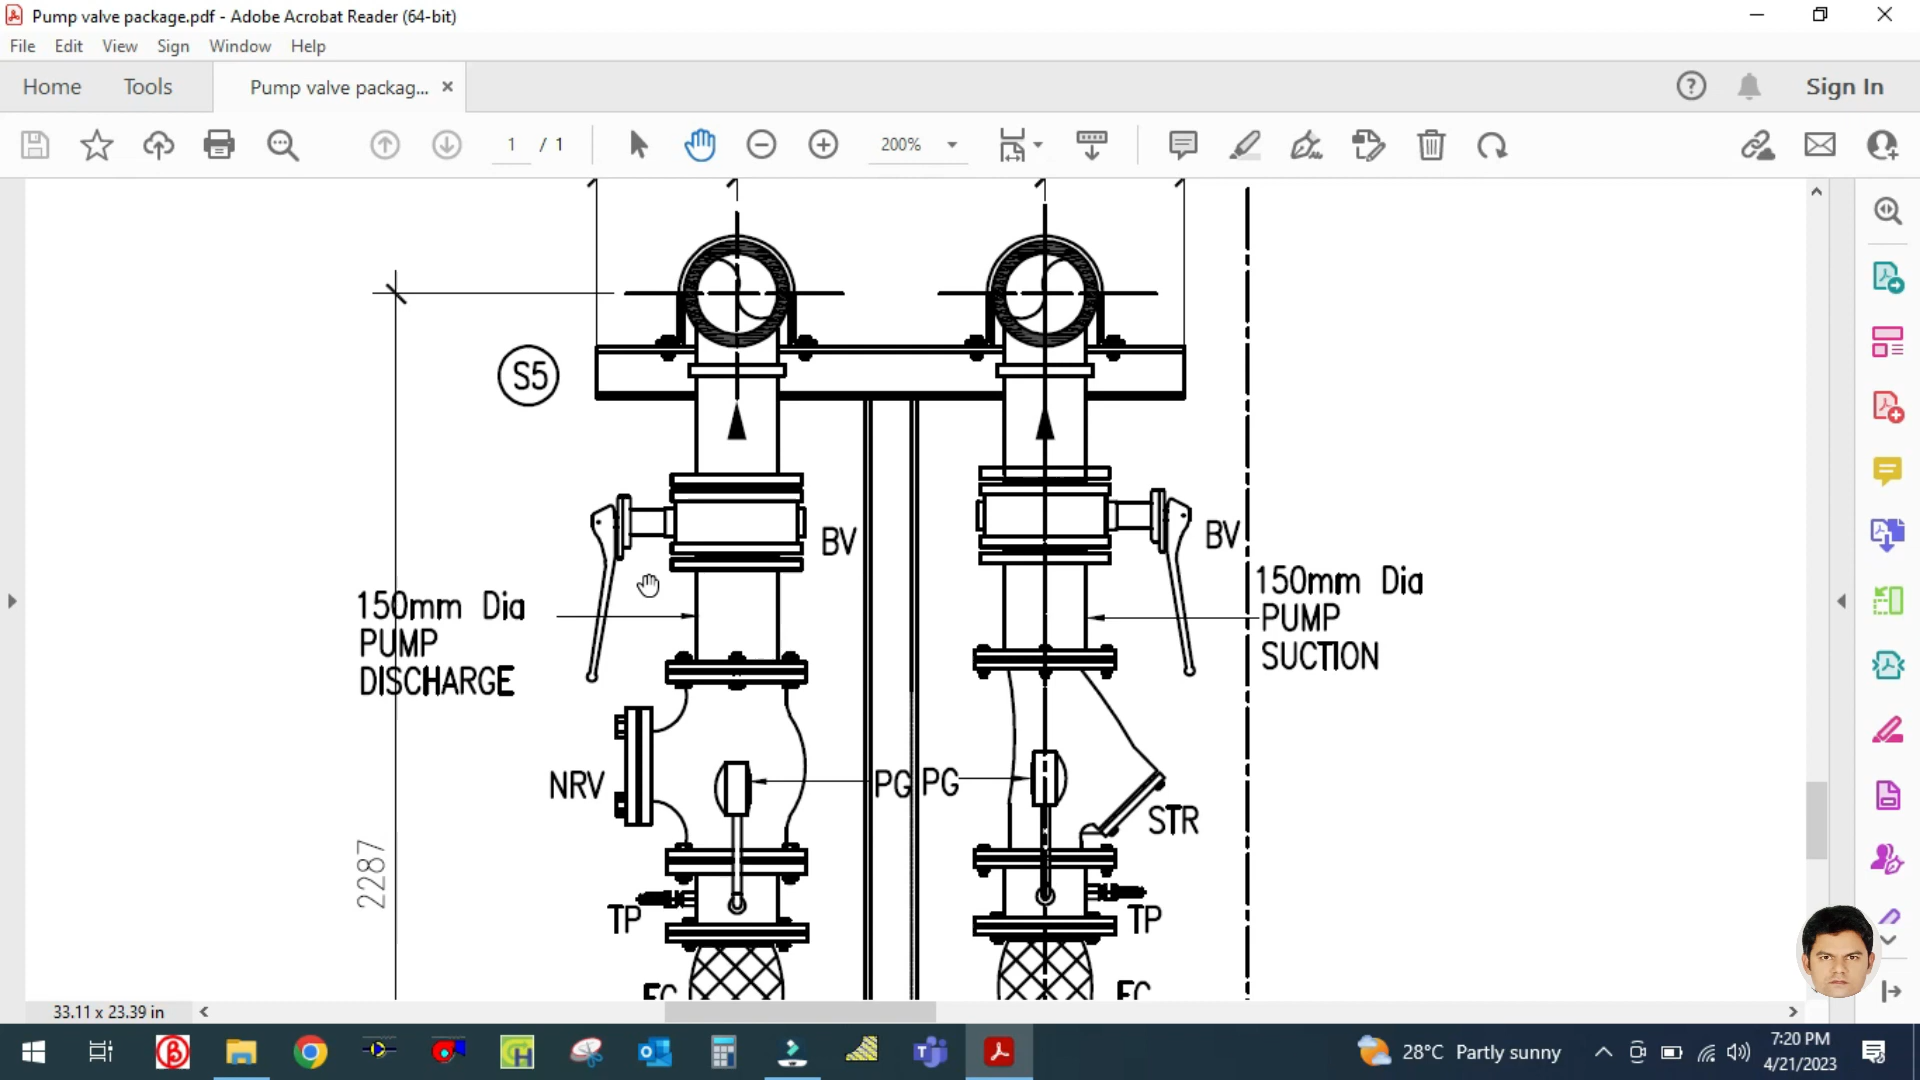 Pump valve package.pdf - Adobe Acrobat Reader (64-bit)
File Edit View Sign Window Help
Home Tools Pump valve packag... × Sign In
1 / 1 200%
S5
BV BV
150mm Dia
PUMP
DISCHARGE
150mm Dia
PUMP
SUCTION
NRV PG PG STR
2287
TP TP
33.11 x 23.39 in
28°C Partly sunny
7:20 PM
4/21/2023